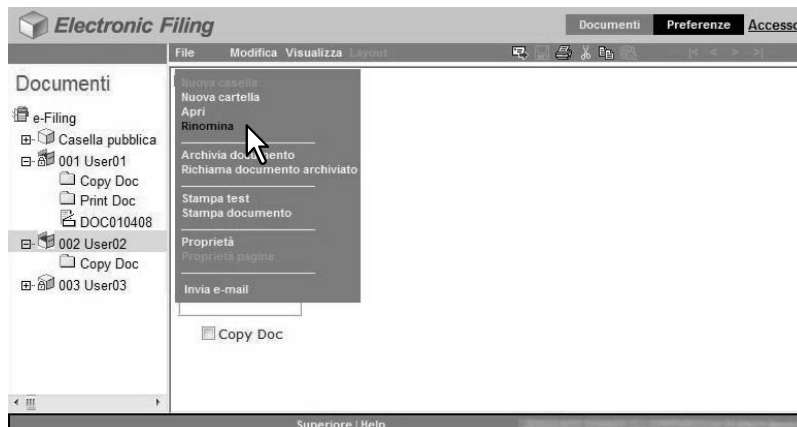 Electronic Filing
Documenti Preferenze Accesso
File Modifica Visualizza Layout
Documenti
e-Filing
Casella pubblica
001 User01
Copy Doc
Print Doc
DOC010408
002 User02
Copy Doc
003 User03
Nuova casella
Nuova cartella
Apri
Rinomina
Archivia documento
Richiama documento archiviato
Stampa test
Stampa documento
Proprietà
Proprietà pagina
Invia e-mail
Copy Doc
Superiore | Help